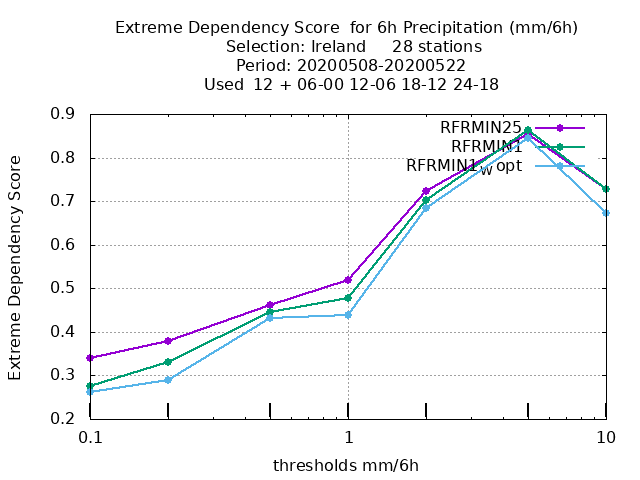 Extreme Dependency Score  for 6h Precipitation (mm/6h)
Selection: Ireland     28 stations
Period: 20200508-20200522
Used  12 + 06-00 12-06 18-12 24-18
RFRMIN25
RFRMIN1
RFRMIN1wopt
Extreme Dependency Score
0.9
0.8
0.7
0.6
0.5
0.4
0.3
0.2
0.1 1 10
thresholds mm/6h